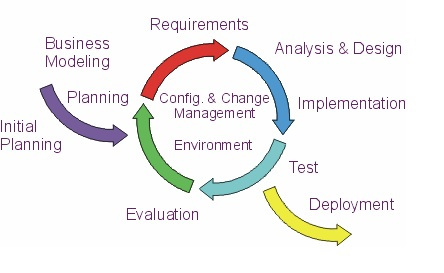 Requirements
Business
Modeling
Analysis & Design
Planning
Config. & Change
Management
Implementation
Initial
Planning
Environment
Test
Evaluation
Deployment